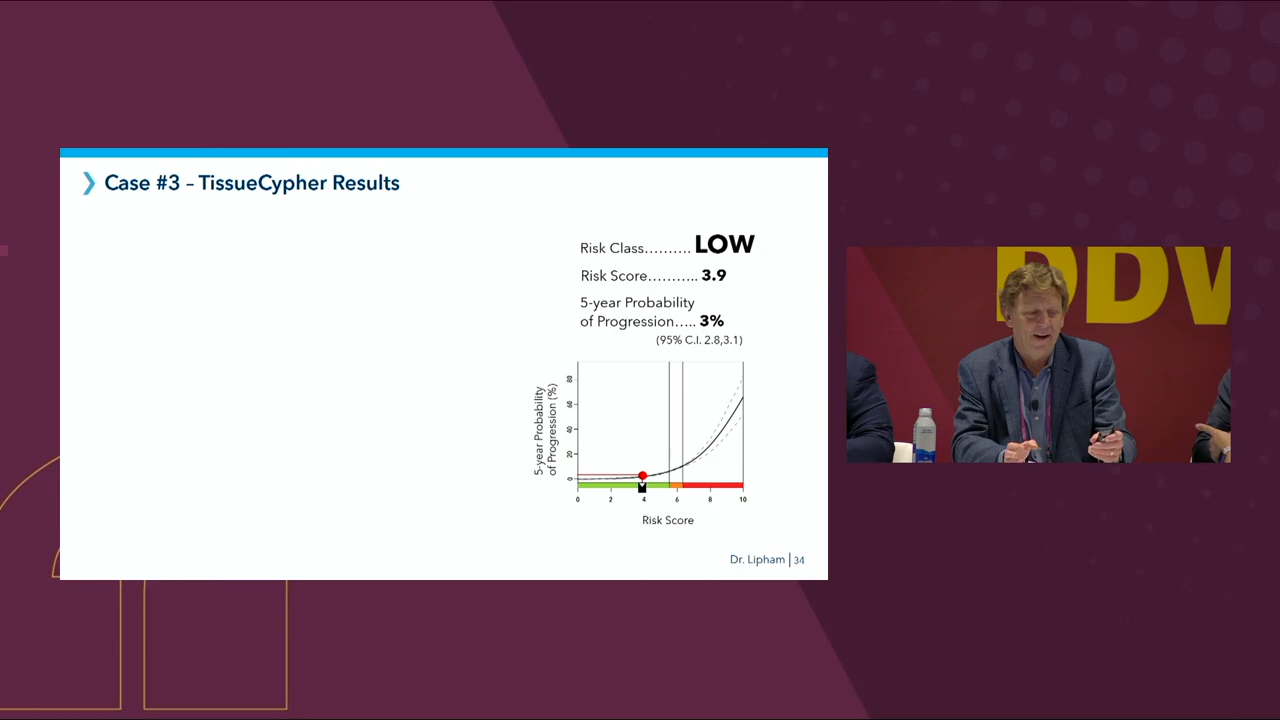 Case #3 – TissueCypher Results
Risk Class………. LOW
Risk Score……….. 3.9
5-year Probability
of Progression….. 3%
(95% C.I. 2.8,3.1)
5-year Probability
of Progression (%)
80
60
40
20
0
0 2 4 6 8 10
Risk Score
Dr. Lipham | 34
DDW